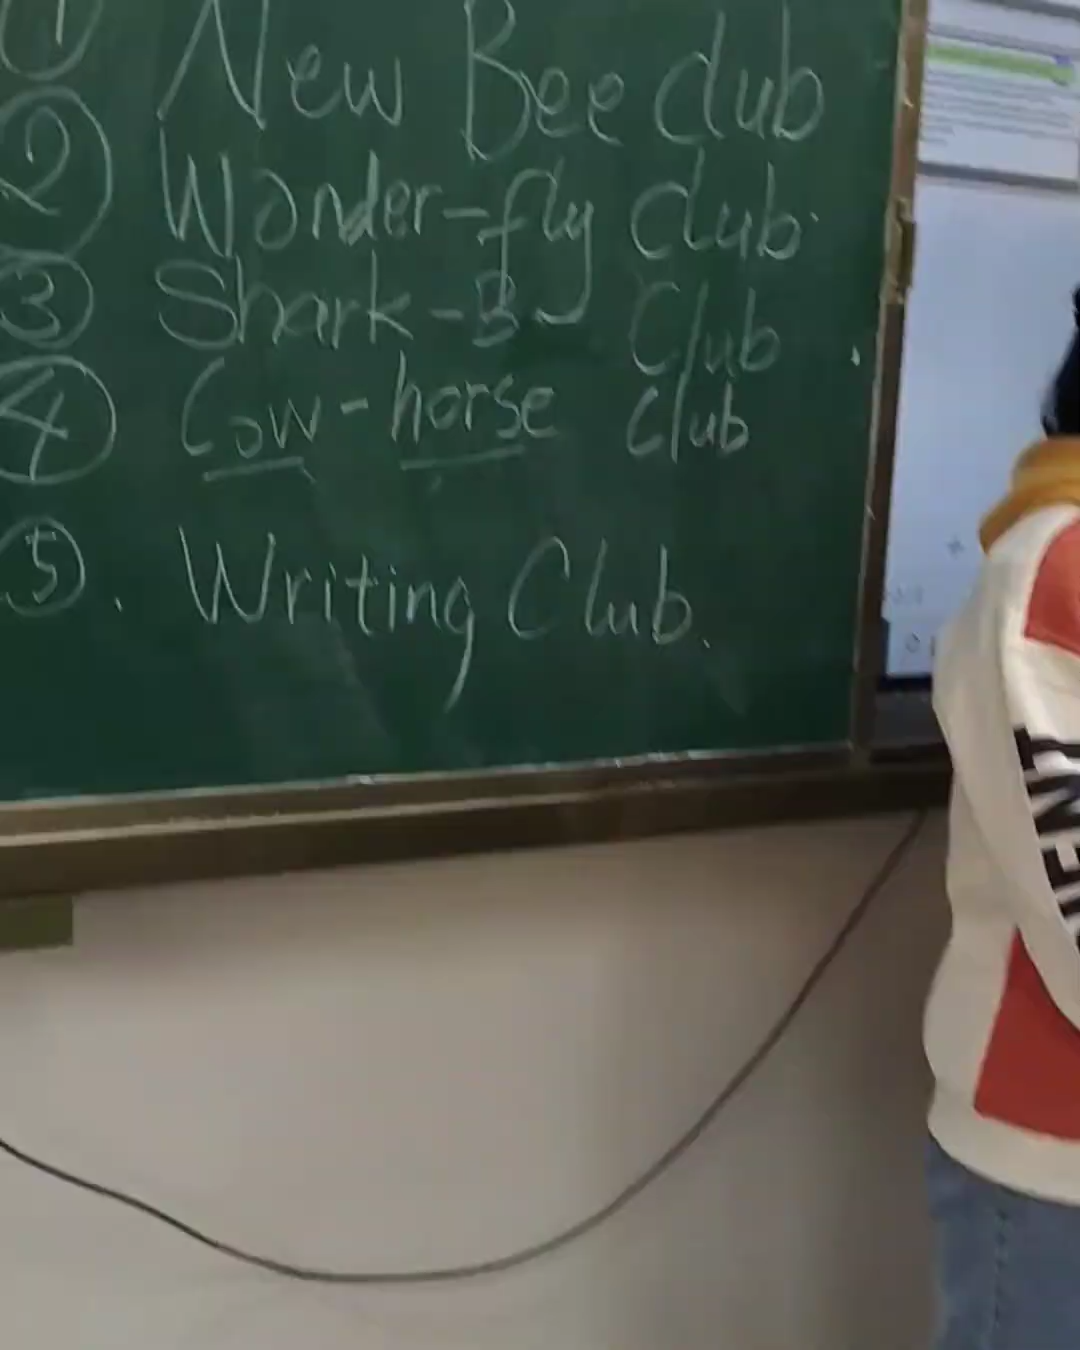 ① New Bee club
② Wonder-fly Club.
③ Shark-B Club
④ Cow-horse Club
⑤. Writing Club.